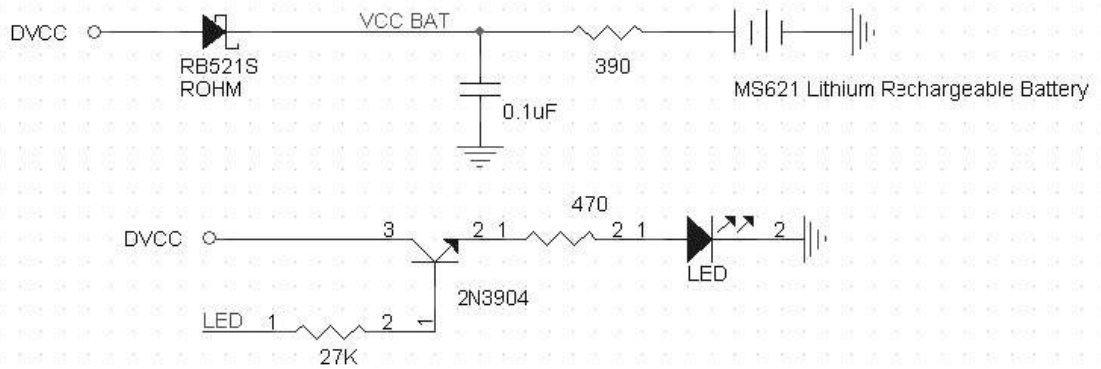 DVCC
VCC BAT
RB521S
ROHM
390
MS621 Lithium Rechargeable Battery
0.1uF
470
DVCC
3
2 1
2 1
2
LED
2N3904
LED
1
2
1
27K